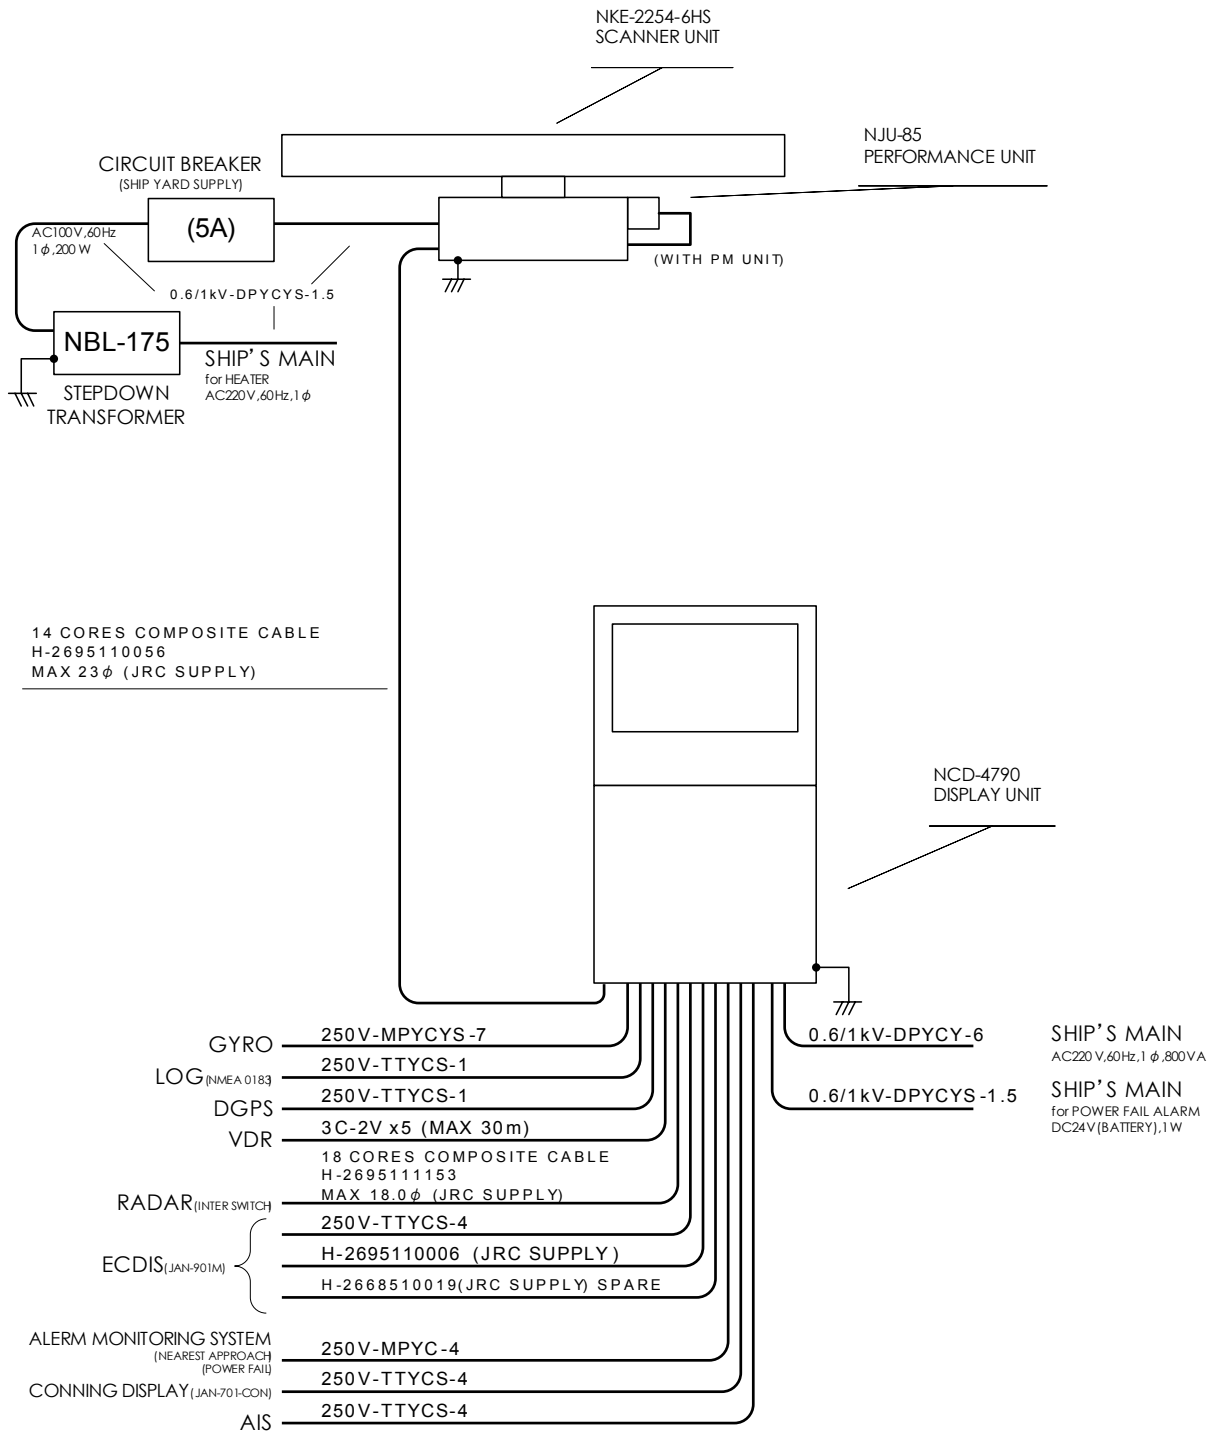 NKE-2254-6HS
SCANNER UNIT
NJU-85
PERFORMANCE UNIT
CIRCUIT BREAKER
(SHIP YARD SUPPLY)
(5A)
AC100V,60Hz
1φ,200 W
(WITH PM UNIT)
0.6/1kV-DPYCYS-1.5
NBL-175
SHIP'S MAIN
for HEATER
AC220V,60Hz,1φ
STEPDOWN
TRANSFORMER
14 CORES COMPOSITE CABLE
H-2695110056
MAX 23φ (JRC SUPPLY)
NCD-4790
DISPLAY UNIT
GYRO 250V-MPYCYS-7
LOG(NMEA 0183) 250V-TTYCS-1
DGPS 250V-TTYCS-1
VDR 3C-2V x5 (MAX 30m)
18 CORES COMPOSITE CABLE
H-2695111153
RADAR(INTER SWITCH) MAX 18.0φ (JRC SUPPLY)
250V-TTYCS-4
ECDIS(JAN-901M) H-2695110006 (JRC SUPPLY)
H-2668510019(JRC SUPPLY) SPARE
ALERM MONITORING SYSTEM
(NEAREST APPROACH)
(POWER FAIL)
250V-MPYC-4
CONNING DISPLAY(JAN-701-CON) 250V-TTYCS-4
AIS 250V-TTYCS-4
0.6/1kV-DPYCY-6 SHIP'S MAIN
AC220 V,60Hz,1 φ,800VA
0.6/1kV-DPYCYS-1.5 SHIP'S MAIN
for POWER FAIL ALARM
DC24V(BATTERY),1W